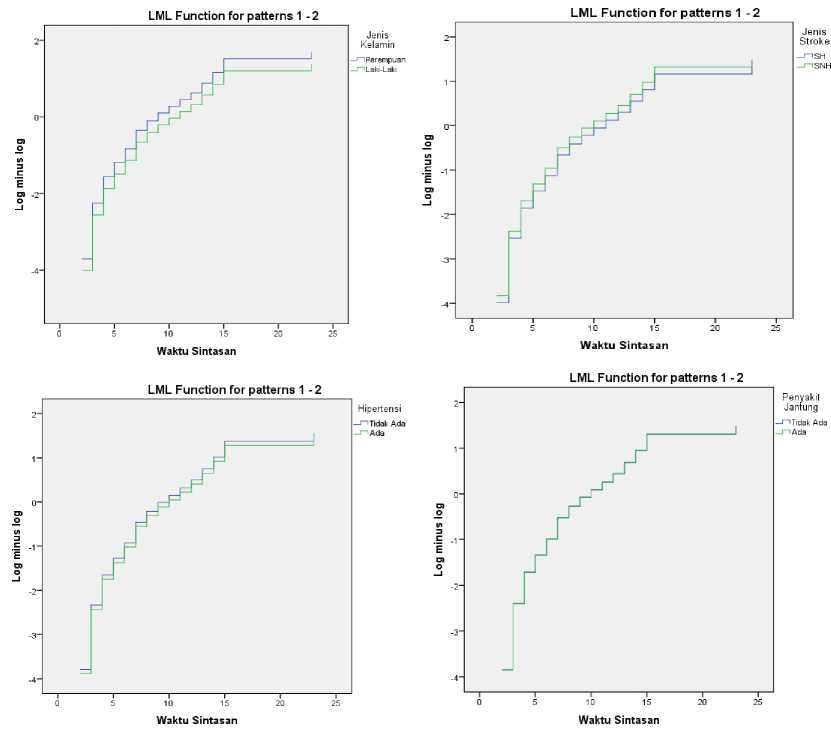 LML Function for patterns 1 - 2
Jenis
Kelamin
Perempuan
Laki-Laki
Log minus log
2
0
-2
-4
0 5 10 15 20 25
Waktu Sintasan
LML Function for patterns 1 - 2
Jenis
Stroke
SH
SNH
Log minus log
2
1
0
-1
-2
-3
-4
0 5 10 15 20 25
Waktu Sintasan
LML Function for patterns 1 - 2
Hipertensi
Tidak Ada
Ada
Log minus log
2
1
0
-1
-2
-3
-4
0 5 10 15 20 25
Waktu Sintasan
LML Function for patterns 1 - 2
Penyakit
Jantung
Tidak Ada
Ada
Log minus log
2
1
0
-1
-2
-3
-4
0 5 10 15 20 25
Waktu Sintasan